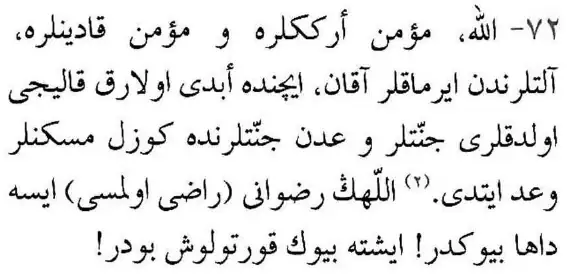 ٧٢- الله، مؤمن أرككلره و مؤمن قادينلره،
آلتلرندن ايرماقلر آقان، ايچنده أبدى اولارق قاليجى
اولدقلرى جنّتلر و عدن جنّتلرنده كوزل مسكنلر
وعد ايتدى.(٢) اللّٰهڭ رضوانى (راضى اولمسى) ايسه
داها بيوكدر! ايشته بيوك قورتولوش بودر!